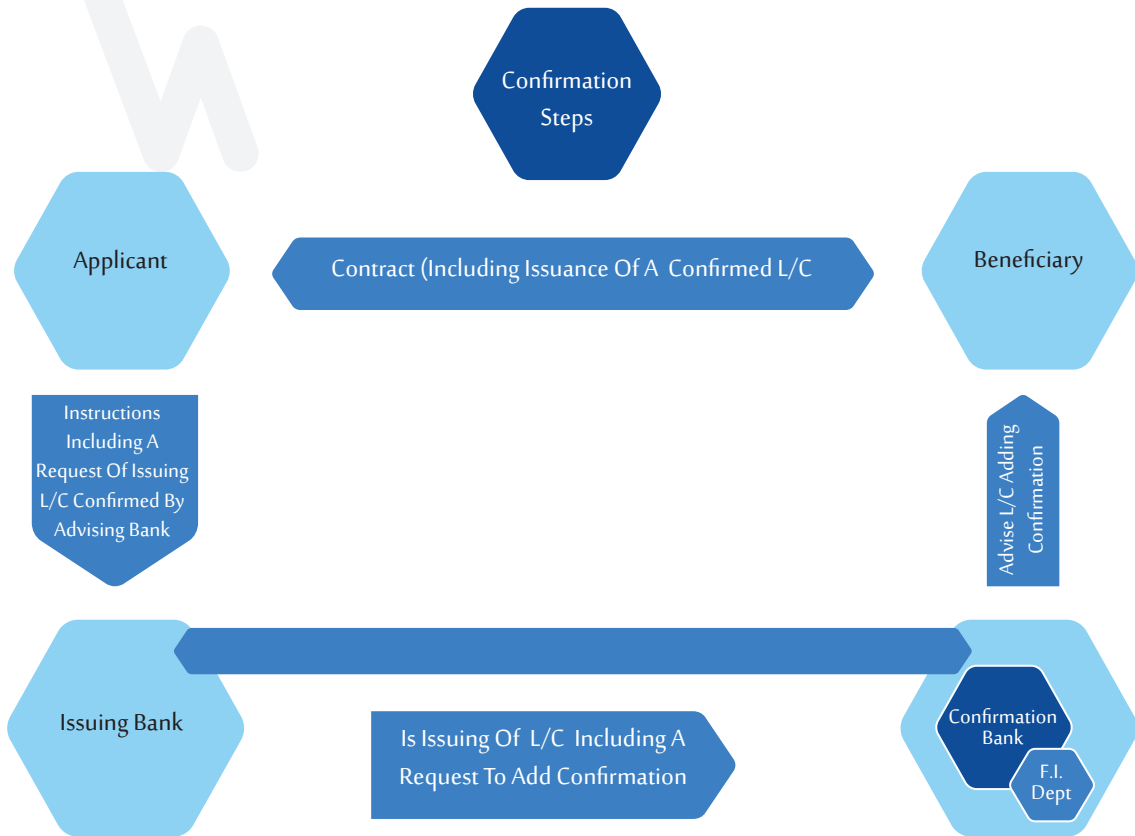 Confirmation
Steps
Applicant
Contract (Including Issuance Of A Confirmed L/C
Beneficiary
Instructions
Including A
Request Of Issuing
L/C Confirmed By
Advising Bank
Advise L/C Adding
Confirmation
Issuing Bank
Is Issuing Of L/C Including A
Request To Add Confirmation
Confirmation
Bank
F.I.
Dept